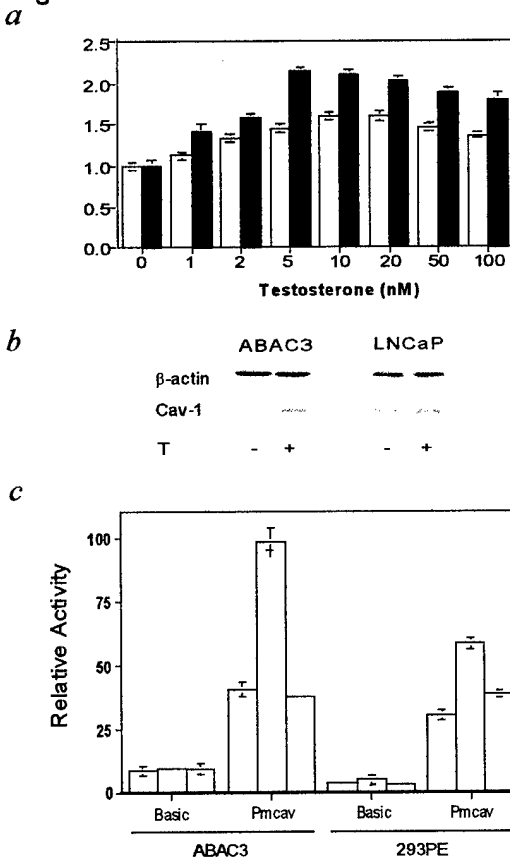 a
2.5
2.0
1.5
1.0
0.5
0.0
0 1 2 5 10 20 50 100
Testosterone (nM)
b
ABAC3 LNCaP
β-actin
Cav-1
T - + - +
c
Relative Activity
100
75
50
25
0
Basic Pmcav Basic Pmcav
ABAC3 293PE